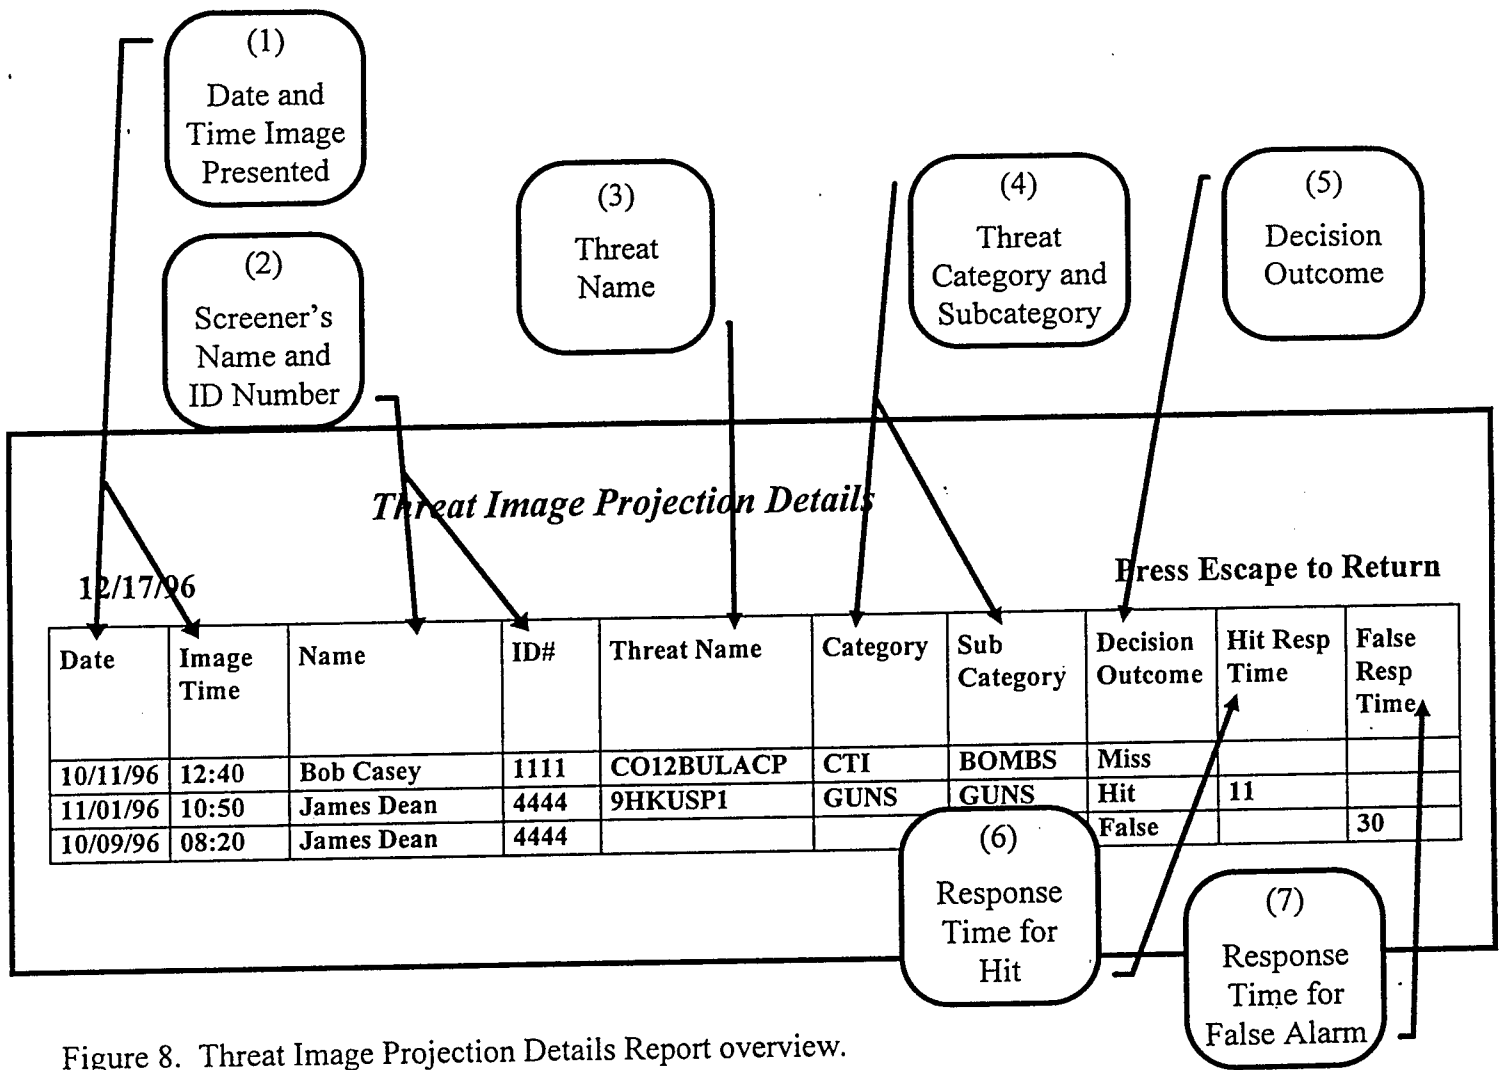 (1)
Date and
Time Image
Presented
(2)
Screener's
Name and
ID Number
(3)
Threat
Name
(4)
Threat
Category and
Subcategory
(5)
Decision
Outcome
Threat Image Projection Details
12/17/96
Press Escape to Return
Date Image Time Name ID# Threat Name Category Sub Category Decision Outcome Hit Resp Time False Resp Time
10/11/96 12:40 Bob Casey 1111 CO12BULACP CTI BOMBS Miss
11/01/96 10:50 James Dean 4444 9HKUSP1 GUNS GUNS Hit 11
10/09/96 08:20 James Dean 4444 False 30
(6)
Response
Time for
Hit
(7)
Response
Time for
False Alarm
Figure 8. Threat Image Projection Details Report overview.